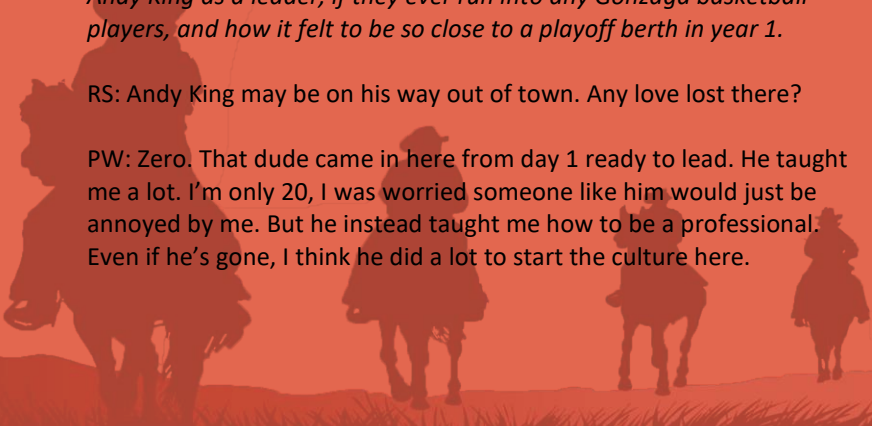 Andy King as a leader, if they ever run into any Gonzaga basketball
players, and how it felt to be so close to a playoff berth in year 1.
RS: Andy King may be on his way out of town. Any love lost there?
PW: Zero. That dude came in here from day 1 ready to lead. He taught
me a lot. I’m only 20, I was worried someone like him would just be
annoyed by me. But he instead taught me how to be a professional.
Even if he’s gone, I think he did a lot to start the culture here.